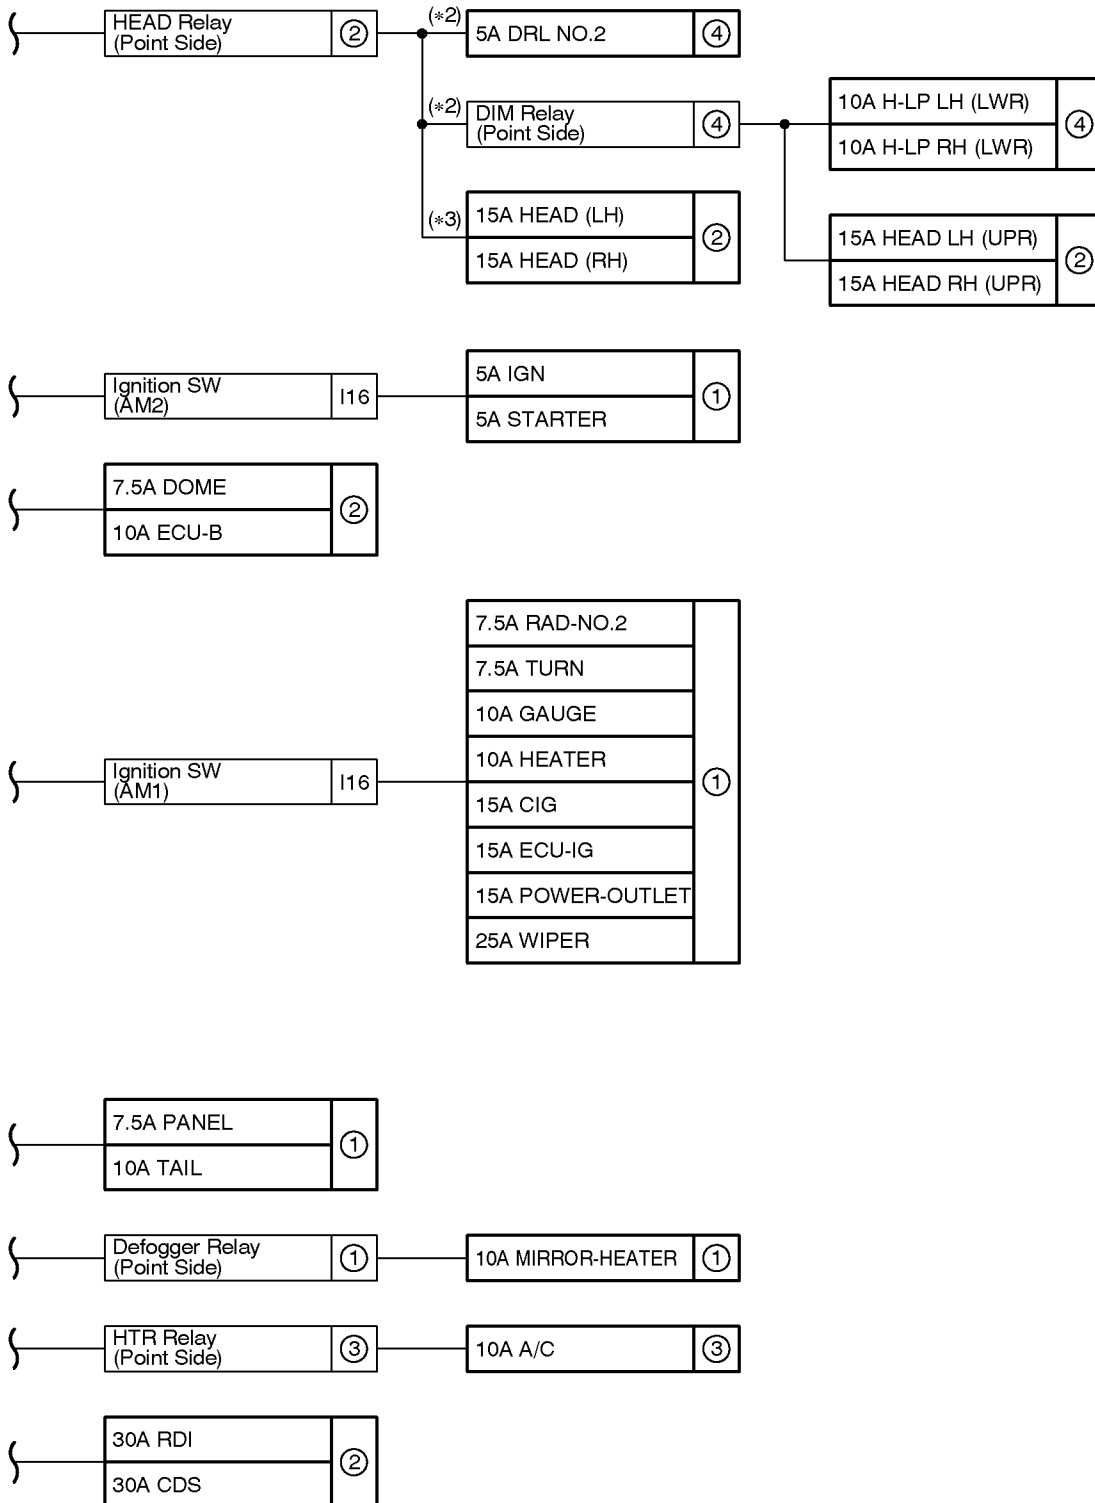 HEAD Relay
(Point Side)
②
(*2)
5A DRL NO.2
④
(*2)
DIM Relay
(Point Side)
④
10A H-LP LH (LWR)
10A H-LP RH (LWR)
④
(*3)
15A HEAD (LH)
15A HEAD (RH)
②
15A HEAD LH (UPR)
15A HEAD RH (UPR)
②
Ignition SW
(AM2)
I16
5A IGN
5A STARTER
①
7.5A DOME
10A ECU-B
②
Ignition SW
(AM1)
I16
7.5A RAD-NO.2
7.5A TURN
10A GAUGE
10A HEATER
15A CIG
15A ECU-IG
15A POWER-OUTLET
25A WIPER
①
7.5A PANEL
10A TAIL
①
Defogger Relay
(Point Side)
①
10A MIRROR-HEATER
①
HTR Relay
(Point Side)
③
10A A/C
③
30A RDI
30A CDS
②